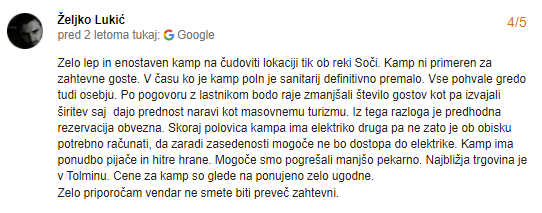 Željko Lukić
4/5
pred 2 letoma tukaj: Google
Zelo lep in enostaven kamp na čudoviti lokaciji tik ob reki Soči. Kamp ni primeren za
zahtevne goste. V času ko je kamp poln je sanitarij definitivno premalo. Vse pohvale gredo
tudi osebju. Po pogovoru z lastnikom bodo raje zmanjšali število gostov kot pa izvajali
širitev saj  dajo prednost naravi kot masovnemu turizmu. Iz tega razloga je predhodna
rezervacija obvezna. Skoraj polovica kampa ima elektriko druga pa ne zato je ob obisku
potrebno računati, da zaradi zasedenosti mogoče ne bo dostopa do elektrike. Kamp ima
ponudbo pijače in hitre hrane. Mogoče smo pogrešali manjšo pekarno. Najbližja trgovina je
v Tolminu. Cene za kamp so glede na ponujeno zelo ugodne.
Zelo priporočam vendar ne smete biti preveč zahtevni.